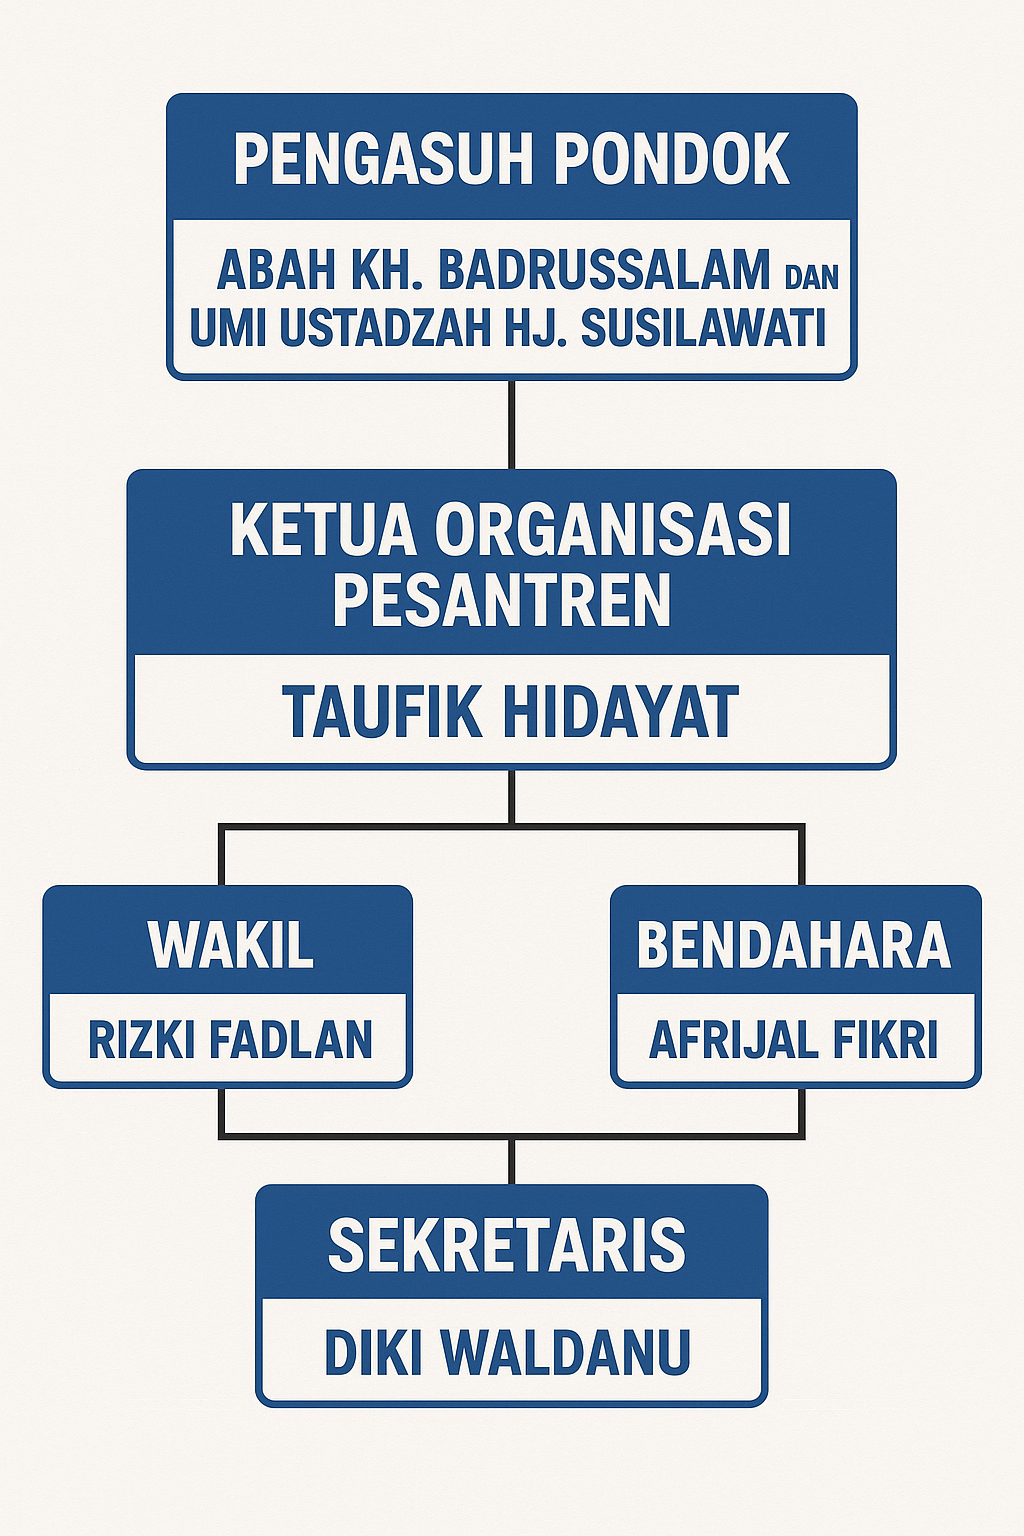 PENGASUH PONDOK
ABAH KH. BADRUSSALAM DAN
UMI USTADZAH HJ. SUSILAWATI
KETUA ORGANISASI
PESANTREN
TAUFIK HIDAYAT
WAKIL
RIZKI FADLAN
BENDAHARA
AFRIJAL FIKRI
SEKRETARIS
DIKI WALDANU